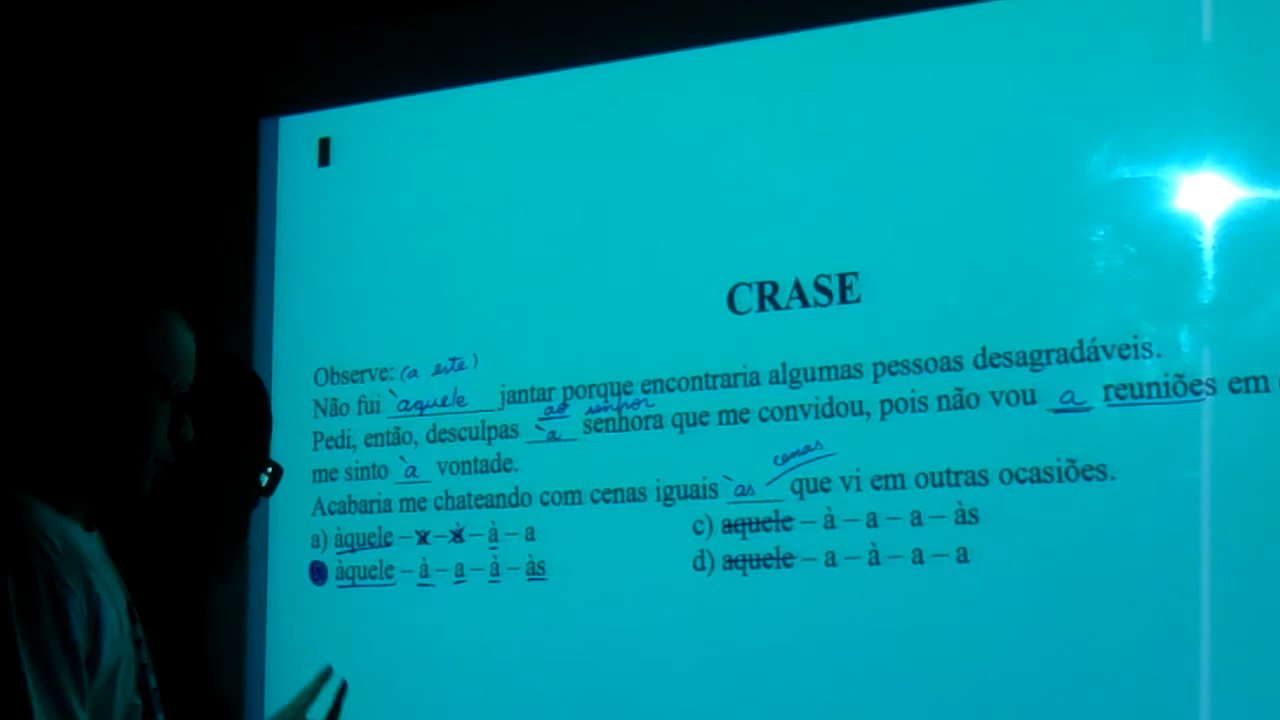 CRASE
Observe: (a este)
Não fui àquele jantar porque encontraria algumas pessoas desagradáveis.
ao senhor
Pedi, então, desculpas à senhora que me convidou, pois não vou a reuniões em
me sinto à vontade.
cenas
Acabaria me chateando com cenas iguais às que vi em outras ocasiões.
a) àquele – x – x – à – a
c) aquele – à – a – a – às
àquele – à – a – à – às
d) aquele – a – à – a – a